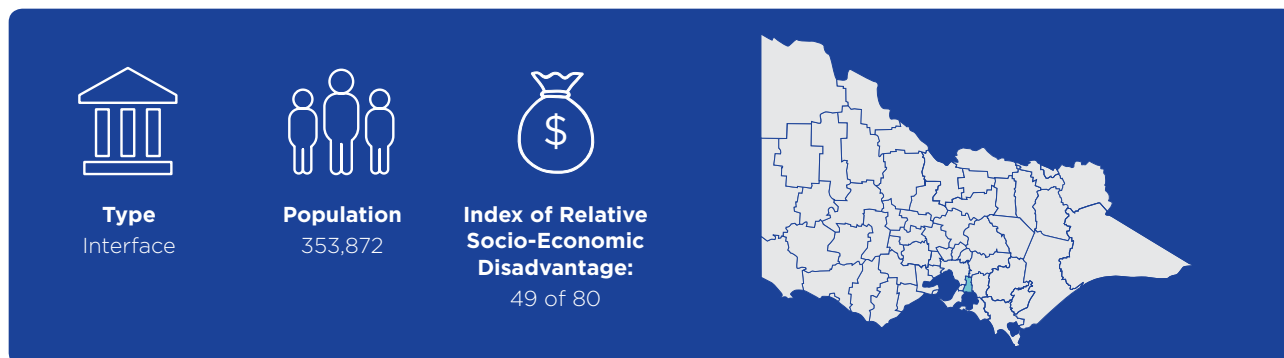 Type
Interface
Population
353,872
$
Index of Relative
Socio-Economic
Disadvantage:
49 of 80